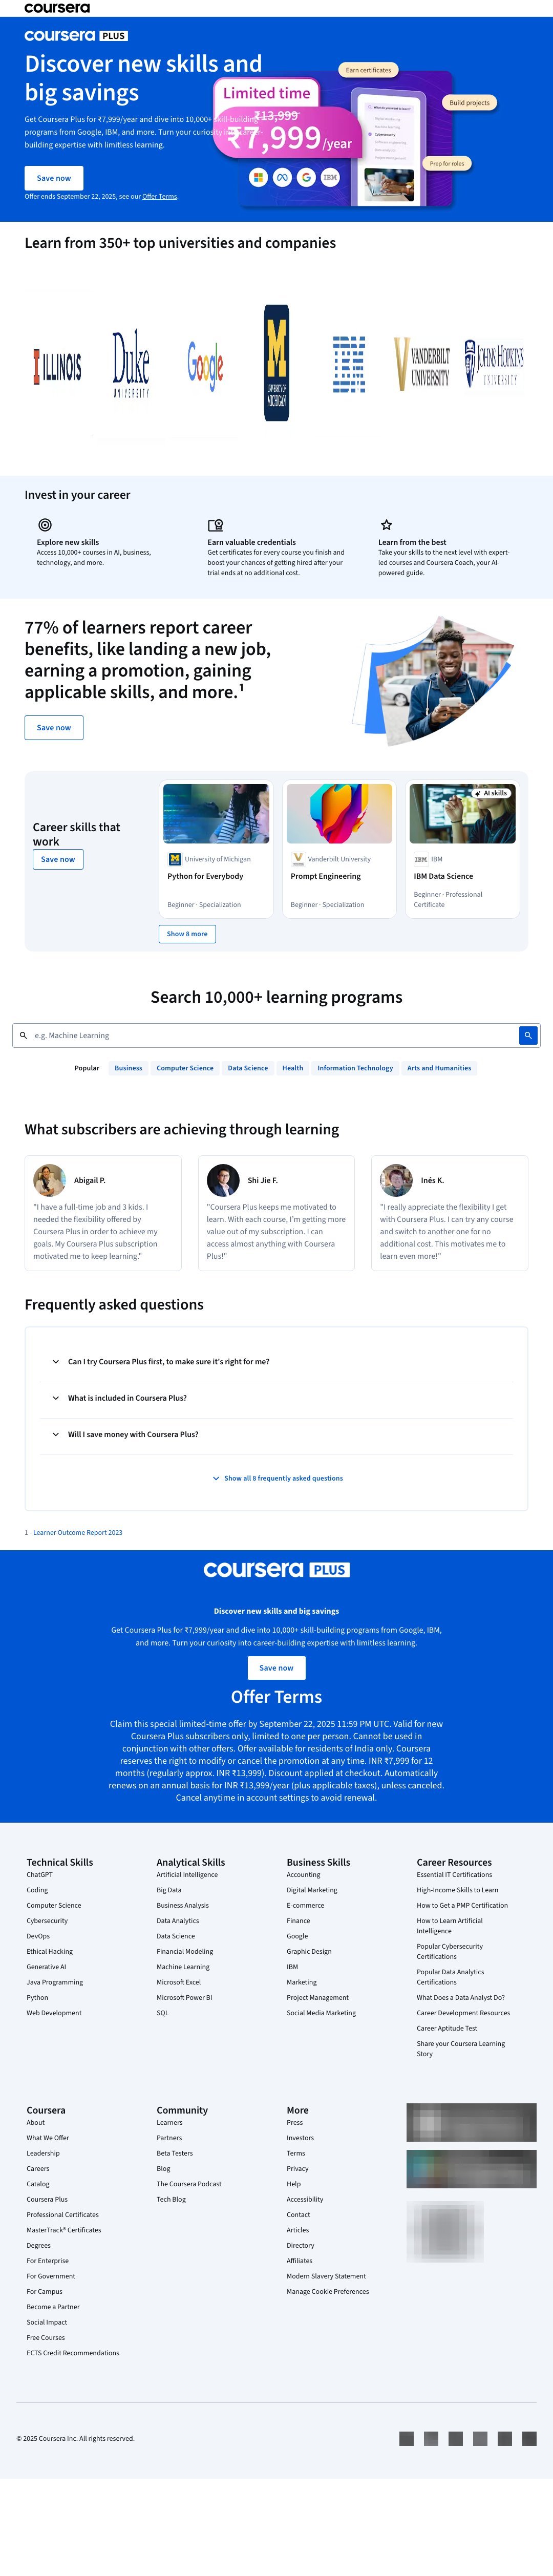 coursera
coursera PLUS
Discover new skills and
big savings
Get Coursera Plus for ₹7,999/year and dive into 10,000+ skill-building
programs from Google, IBM, and more. Turn your curiosity into career-
building expertise with limitless learning.
Save now
Offer ends September 22, 2025, see our Offer Terms.
Limited time
₹13,999
₹7,999/year
IBM
Earn certificates
Build projects
Prep for roles
Cybersecurity
Learn from 350+ top universities and companies
ILLINOIS
Duke
UNIVERSITY
Google
M
UNIVERSITY OF
MICHIGAN
IBM
V VANDERBILT
UNIVERSITY
JOHNS HOPKINS
UNIVERSITY
Invest in your career
Explore new skills
Access 10,000+ courses in AI, business,
technology, and more.
Earn valuable credentials
Get certificates for every course you finish and
boost your chances of getting hired after your
trial ends at no additional cost.
Learn from the best
Take your skills to the next level with expert-
led courses and Coursera Coach, your AI-
powered guide.
77% of learners report career
benefits, like landing a new job,
earning a promotion, gaining
applicable skills, and more.¹
Save now
Career skills that
work
Save now
M University of Michigan
Python for Everybody
Beginner · Specialization
V Vanderbilt University
Prompt Engineering
Beginner · Specialization
AI skills
IBM IBM
IBM Data Science
Beginner · Professional
Certificate
Show 8 more
Search 10,000+ learning programs
e.g. Machine Learning
Popular Business Computer Science Data Science Health Information Technology Arts and Humanities
What subscribers are achieving through learning
Abigail P.
"I have a full-time job and 3 kids. I
needed the flexibility offered by
Coursera Plus in order to achieve my
goals. My Coursera Plus subscription
motivated me to keep learning."
Shi Jie F.
"Coursera Plus keeps me motivated to
learn. With each course, I'm getting more
value out of my subscription. I can
access almost anything with Coursera
Plus!"
Inés K.
"I really appreciate the flexibility I get
with Coursera Plus. I can try any course
and switch to another one for no
additional cost. This motivates me to
learn even more!"
Frequently asked questions
Can I try Coursera Plus first, to make sure it's right for me?
What is included in Coursera Plus?
Will I save money with Coursera Plus?
Show all 8 frequently asked questions
1 - Learner Outcome Report 2023
coursera PLUS
Discover new skills and big savings
Get Coursera Plus for ₹7,999/year and dive into 10,000+ skill-building programs from Google, IBM,
and more. Turn your curiosity into career-building expertise with limitless learning.
Save now
Offer Terms
Claim this special limited-time offer by September 22, 2025 11:59 PM UTC. Valid for new
Coursera Plus subscribers only, limited to one per person. Cannot be used in
conjunction with other offers. Offer available for residents of India only. Coursera
reserves the right to modify or cancel the promotion at any time. INR ₹7,999 for 12
months (regularly approx. INR ₹13,999). Discount applied at checkout. Automatically
renews on an annual basis for INR ₹13,999/year (plus applicable taxes), unless canceled.
Cancel anytime in account settings to avoid renewal.
Technical Skills
ChatGPT
Coding
Computer Science
Cybersecurity
DevOps
Ethical Hacking
Generative AI
Java Programming
Python
Web Development
Analytical Skills
Artificial Intelligence
Big Data
Business Analysis
Data Analytics
Data Science
Financial Modeling
Machine Learning
Microsoft Excel
Microsoft Power BI
SQL
Business Skills
Accounting
Digital Marketing
E-commerce
Finance
Google
Graphic Design
IBM
Marketing
Project Management
Social Media Marketing
Career Resources
Essential IT Certifications
High-Income Skills to Learn
How to Get a PMP Certification
How to Learn Artificial
Intelligence
Popular Cybersecurity
Certifications
Popular Data Analytics
Certifications
What Does a Data Analyst Do?
Career Development Resources
Career Aptitude Test
Share your Coursera Learning
Story
Coursera
About
What We Offer
Leadership
Careers
Catalog
Coursera Plus
Professional Certificates
MasterTrack® Certificates
Degrees
For Enterprise
For Government
For Campus
Become a Partner
Social Impact
Free Courses
ECTS Credit Recommendations
Community
Learners
Partners
Beta Testers
Blog
The Coursera Podcast
Tech Blog
More
Press
Investors
Terms
Privacy
Help
Accessibility
Contact
Articles
Directory
Affiliates
Modern Slavery Statement
Manage Cookie Preferences
© 2025 Coursera Inc. All rights reserved.